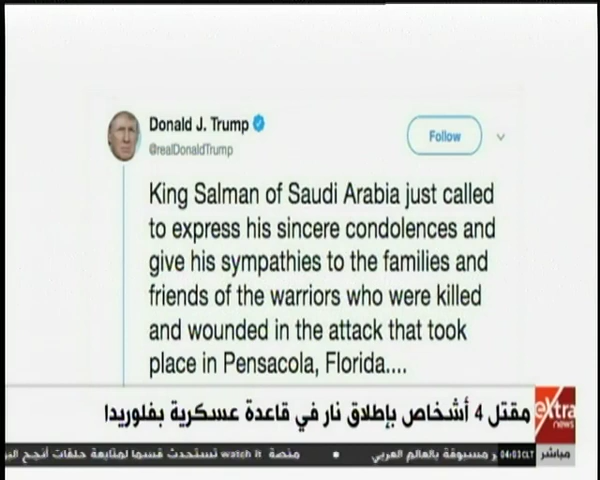 Donald J. Trump
Follow
@realDonaldTrump
King Salman of Saudi Arabia just called
to express his sincere condolences and
give his sympathies to the families and
friends of the warriors who were killed
and wounded in the attack that took
place in Pensacola, Florida....
مقتل 4 أشخاص بإطلاق نار في قاعدة عسكرية بفلوريدا
eXtra
news
مباشر
04:03 CLT
ر مسبوقة بالعالم العربي ■ منصة watch it تستحدث قسما لمتابعة حلقات أنجح